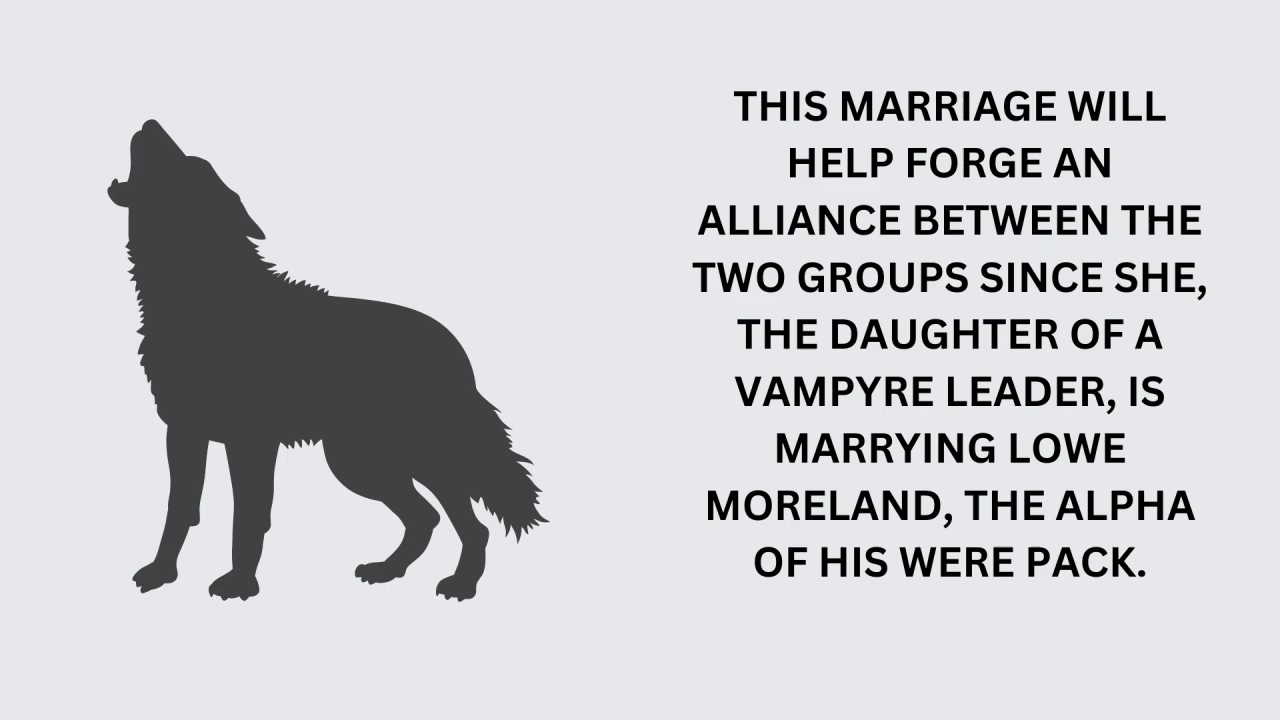 THIS MARRIAGE WILL
HELP FORGE AN
ALLIANCE BETWEEN THE
TWO GROUPS SINCE SHE,
THE DAUGHTER OF A
VAMPYRE LEADER, IS
MARRYING LOWE
MORELAND, THE ALPHA
OF HIS WERE PACK.